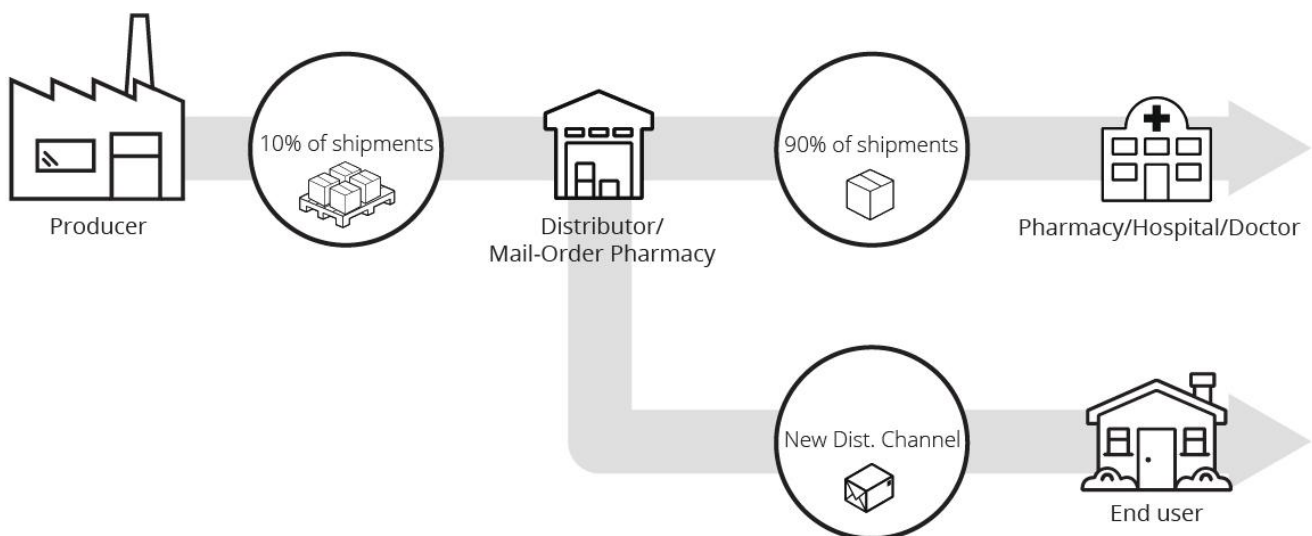 10% of shipments
90% of shipments
Producer
Distributor/
Mail-Order Pharmacy
Pharmacy/Hospital/Doctor
New Dist. Channel
End user